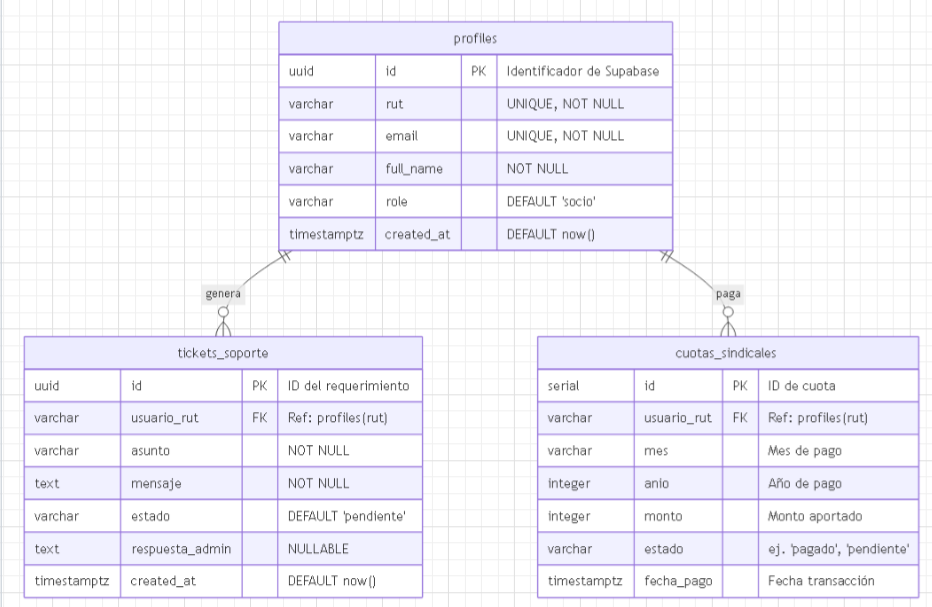 profiles
uuid id PK Identificador de Supabase
varchar rut UNIQUE, NOT NULL
varchar email UNIQUE, NOT NULL
varchar full_name NOT NULL
varchar role DEFAULT 'socio'
timestamptz created_at DEFAULT now()
genera
paga
tickets_soporte
uuid id PK ID del requerimiento
varchar usuario_rut FK Ref: profiles(rut)
varchar asunto NOT NULL
text mensaje NOT NULL
varchar estado DEFAULT 'pendiente'
text respuesta_admin NULLABLE
timestamptz created_at DEFAULT now()
cuotas_sindicales
serial id PK ID de cuota
varchar usuario_rut FK Ref: profiles(rut)
varchar mes Mes de pago
integer anio Año de pago
integer monto Monto aportado
varchar estado ej. 'pagado', 'pendiente'
timestamptz fecha_pago Fecha transacción